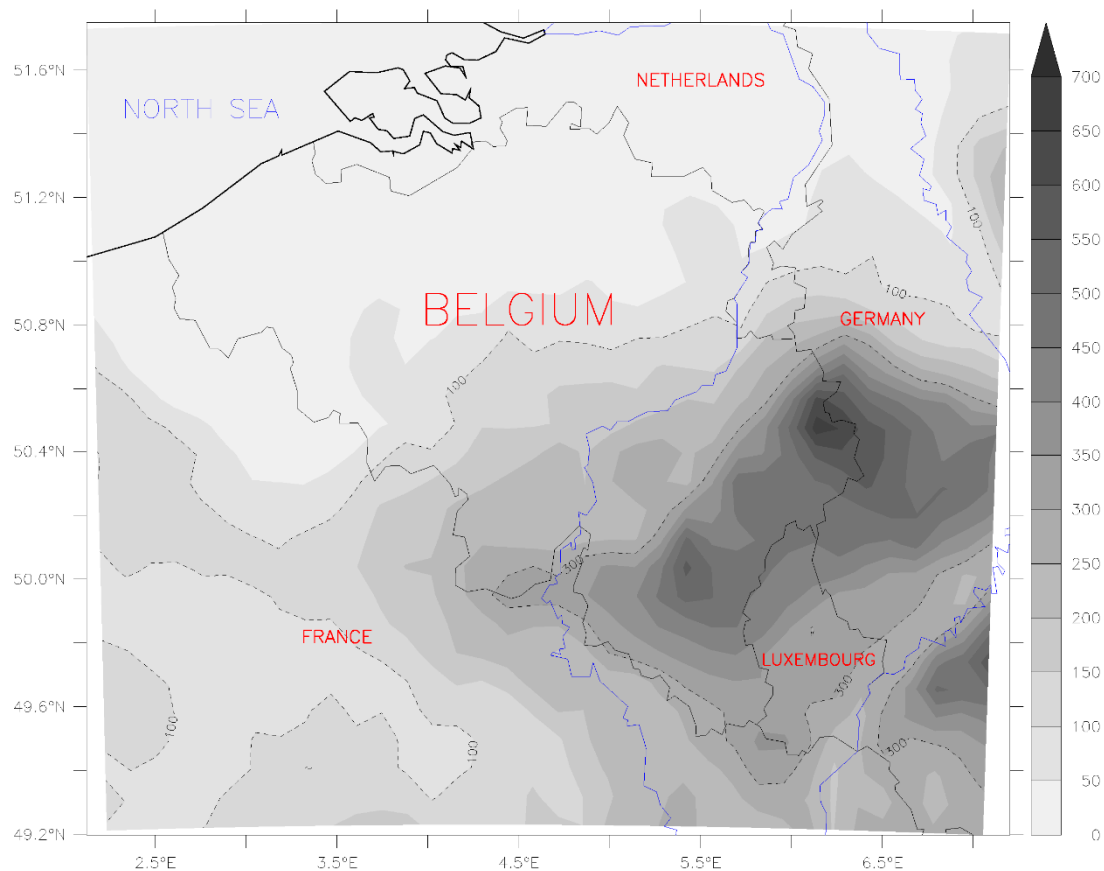 51.6°N
51.2°N
50.8°N
50.4°N
50.0°N
49.6°N
49.2°N
NORTH SEA
NETHERLANDS
BELGIUM
GERMANY
FRANCE
LUXEMBOURG
100
100
100
100
100
100
300
300
300
2.5°E
3.5°E
4.5°E
5.5°E
6.5°E
700
650
600
550
500
450
400
350
300
250
200
150
100
50
0